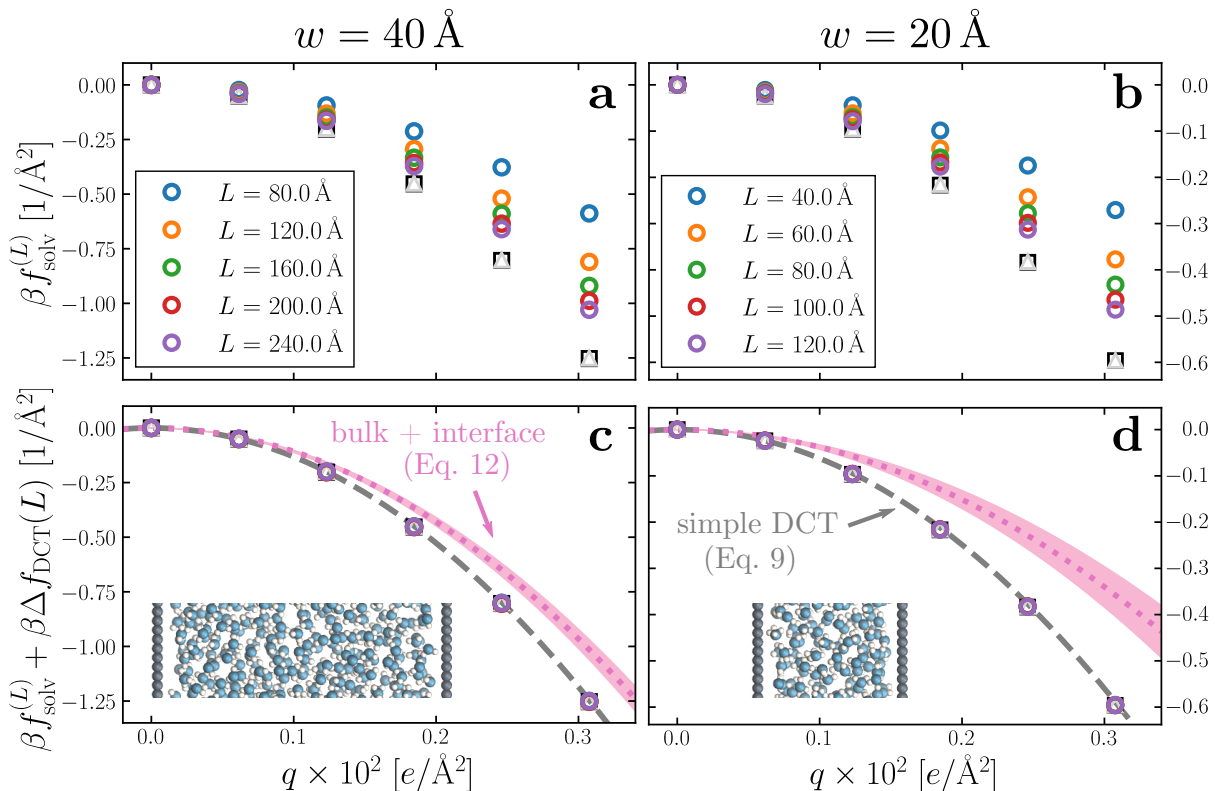 w = 40 Å
w = 20 Å
a
b
0.00
−0.25
−0.50
−0.75
−1.00
−1.25
βf_solv^(L) [1/Å²]
L = 80.0 Å
L = 120.0 Å
L = 160.0 Å
L = 200.0 Å
L = 240.0 Å
L = 40.0 Å
L = 60.0 Å
L = 80.0 Å
L = 100.0 Å
L = 120.0 Å
0.0
−0.1
−0.2
−0.3
−0.4
−0.5
−0.6
c
d
0.00
−0.25
−0.50
−0.75
−1.00
−1.25
βf_solv^(L) + βΔf_DCT(L) [1/Å²]
bulk + interface
(Eq. 12)
simple DCT
(Eq. 9)
0.0
−0.1
−0.2
−0.3
−0.4
−0.5
−0.6
0.0
0.1
0.2
0.3
0.0
0.1
0.2
0.3
q × 10² [e/Å²]
q × 10² [e/Å²]